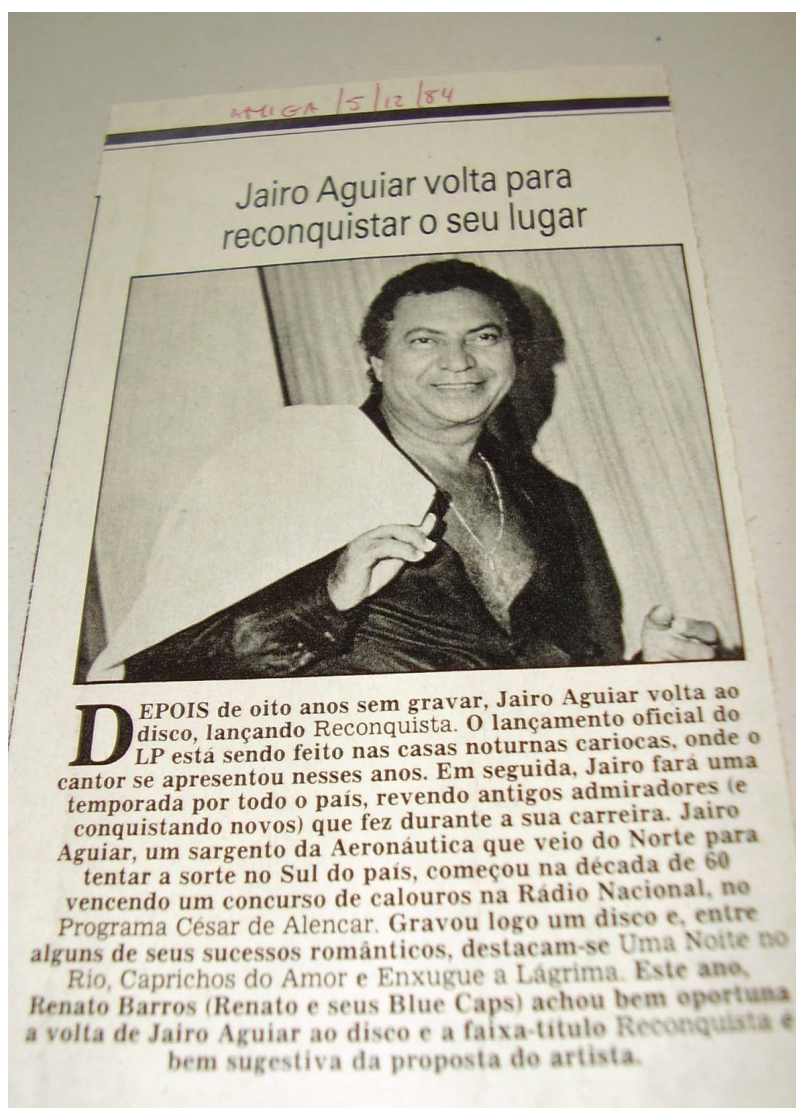 AMIGA /5/12/84
Jairo Aguiar volta para
reconquistar o seu lugar
DEPOIS de oito anos sem gravar, Jairo Aguiar volta ao
disco, lançando Reconquista. O lançamento oficial do
LP está sendo feito nas casas noturnas cariocas, onde o
cantor se apresentou nesses anos. Em seguida, Jairo fará uma
temporada por todo o país, revendo antigos admiradores (e
conquistando novos) que fez durante a sua carreira. Jairo
Aguiar, um sargento da Aeronáutica que veio do Norte para
tentar a sorte no Sul do país, começou na década de 60
vencendo um concurso de calouros na Rádio Nacional, no
Programa César de Alencar. Gravou logo um disco e, entre
alguns de seus sucessos românticos, destacam-se Uma Noite no
Rio, Caprichos do Amor e Enxugue a Lágrima. Este ano,
Renato Barros (Renato e seus Blue Caps) achou bem oportuna
a volta de Jairo Aguiar ao disco e a faixa-título Reconquista é
bem sugestiva da proposta do artista.